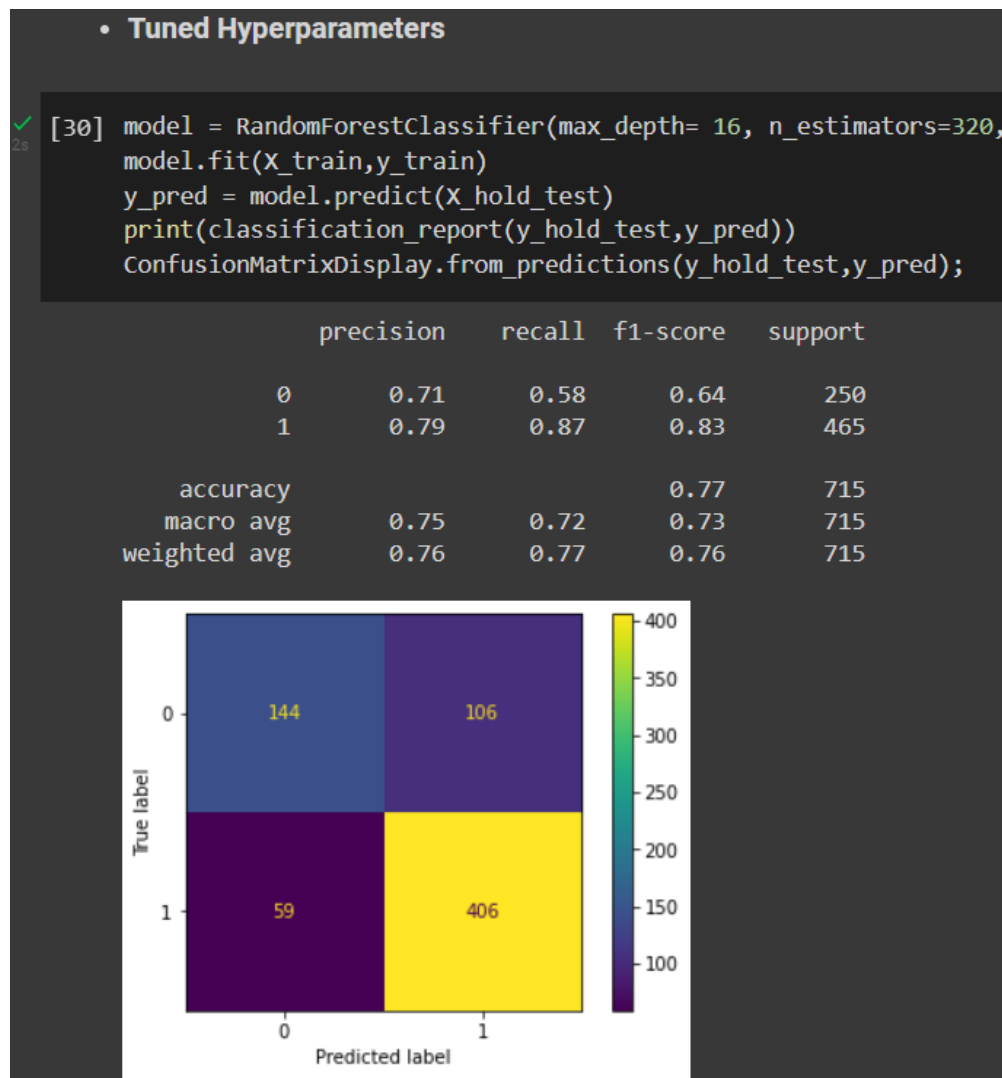 • Tuned Hyperparameters
[30] model = RandomForestClassifier(max_depth= 16, n_estimators=320,
2s
model.fit(X_train,y_train)
y_pred = model.predict(X_hold_test)
print(classification_report(y_hold_test,y_pred))
ConfusionMatrixDisplay.from_predictions(y_hold_test,y_pred);
precision recall f1-score support
0 0.71 0.58 0.64 250
1 0.79 0.87 0.83 465
accuracy 0.77 715
macro avg 0.75 0.72 0.73 715
weighted avg 0.76 0.77 0.76 715
400
350
300
250
200
150
100
True label
0
144 106
1
59 406
0 1
Predicted label